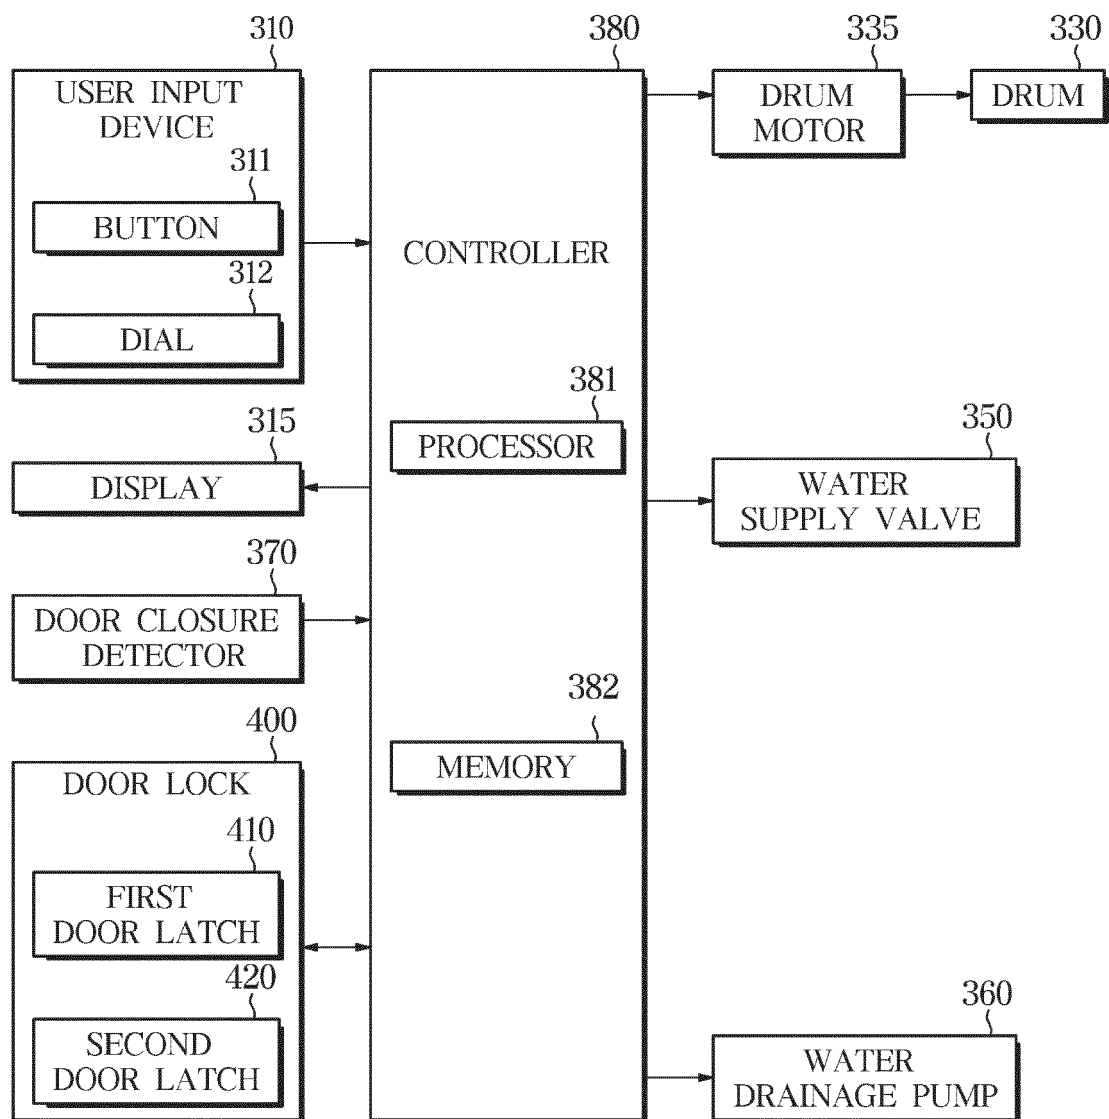 310
USER INPUT
DEVICE
311
BUTTON
312
DIAL
315
DISPLAY
370
DOOR CLOSURE
DETECTOR
400
DOOR LOCK
410
FIRST
DOOR LATCH
420
SECOND
DOOR LATCH
380
CONTROLLER
381
PROCESSOR
382
MEMORY
335
DRUM
MOTOR
330
DRUM
350
WATER
SUPPLY VALVE
360
WATER
DRAINAGE PUMP